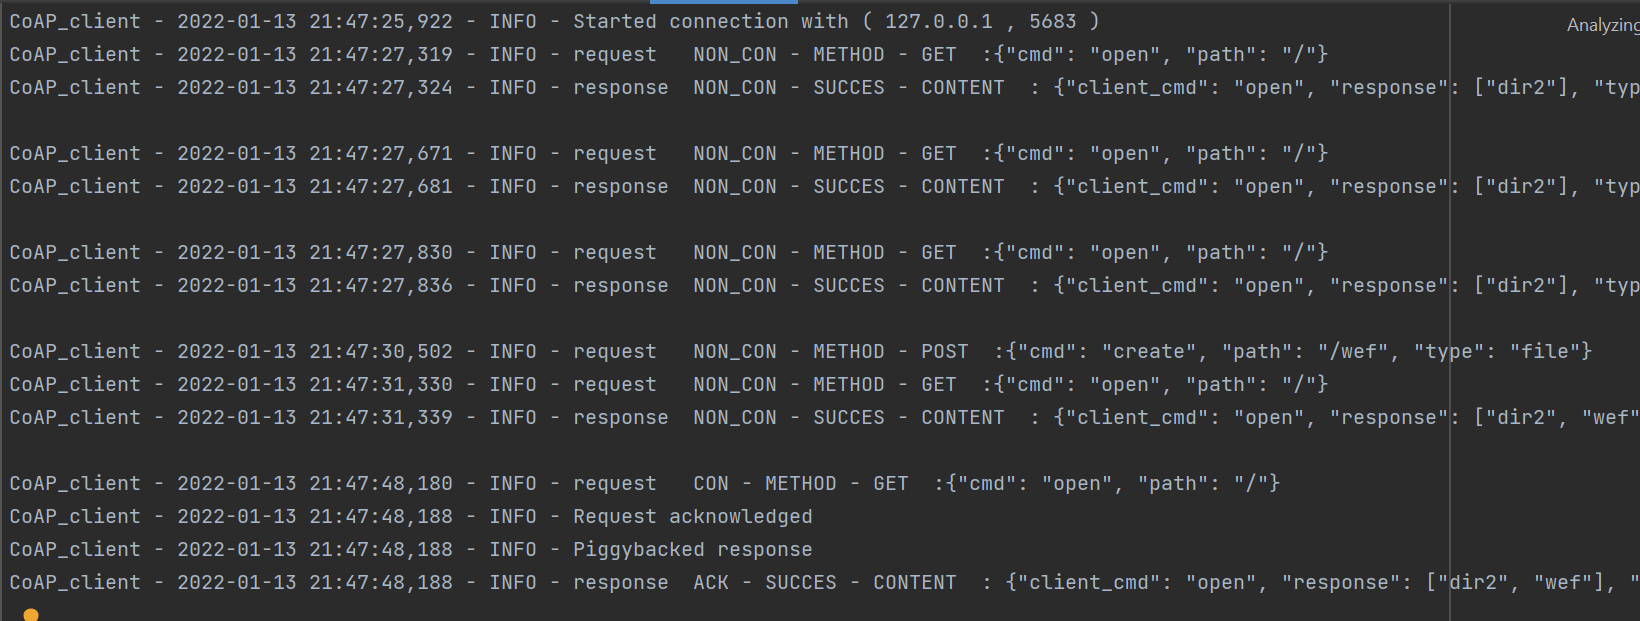 CoAP_client - 2022-01-13 21:47:25,922 - INFO - Started connection with ( 127.0.0.1 , 5683 )
Analyzing
CoAP_client - 2022-01-13 21:47:27,319 - INFO - request   NON_CON - METHOD - GET  :{"cmd": "open", "path": "/"}
CoAP_client - 2022-01-13 21:47:27,324 - INFO - response  NON_CON - SUCCES - CONTENT  : {"client_cmd": "open", "response": ["dir2"], "typ
CoAP_client - 2022-01-13 21:47:27,671 - INFO - request   NON_CON - METHOD - GET  :{"cmd": "open", "path": "/"}
CoAP_client - 2022-01-13 21:47:27,681 - INFO - response  NON_CON - SUCCES - CONTENT  : {"client_cmd": "open", "response": ["dir2"], "typ
CoAP_client - 2022-01-13 21:47:27,830 - INFO - request   NON_CON - METHOD - GET  :{"cmd": "open", "path": "/"}
CoAP_client - 2022-01-13 21:47:27,836 - INFO - response  NON_CON - SUCCES - CONTENT  : {"client_cmd": "open", "response": ["dir2"], "typ
CoAP_client - 2022-01-13 21:47:30,502 - INFO - request   NON_CON - METHOD - POST  :{"cmd": "create", "path": "/wef", "type": "file"}
CoAP_client - 2022-01-13 21:47:31,330 - INFO - request   NON_CON - METHOD - GET  :{"cmd": "open", "path": "/"}
CoAP_client - 2022-01-13 21:47:31,339 - INFO - response  NON_CON - SUCCES - CONTENT  : {"client_cmd": "open", "response": ["dir2", "wef"
CoAP_client - 2022-01-13 21:47:48,180 - INFO - request   CON - METHOD - GET  :{"cmd": "open", "path": "/"}
CoAP_client - 2022-01-13 21:47:48,188 - INFO - Request acknowledged
CoAP_client - 2022-01-13 21:47:48,188 - INFO - Piggybacked response
CoAP_client - 2022-01-13 21:47:48,188 - INFO - response  ACK - SUCCES - CONTENT  : {"client_cmd": "open", "response": ["dir2", "wef"], "